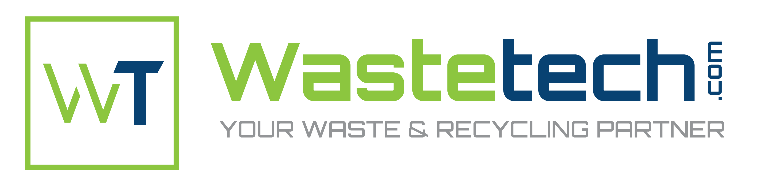 WT
Wastetech.com
YOUR WASTE & RECYCLING PARTNER